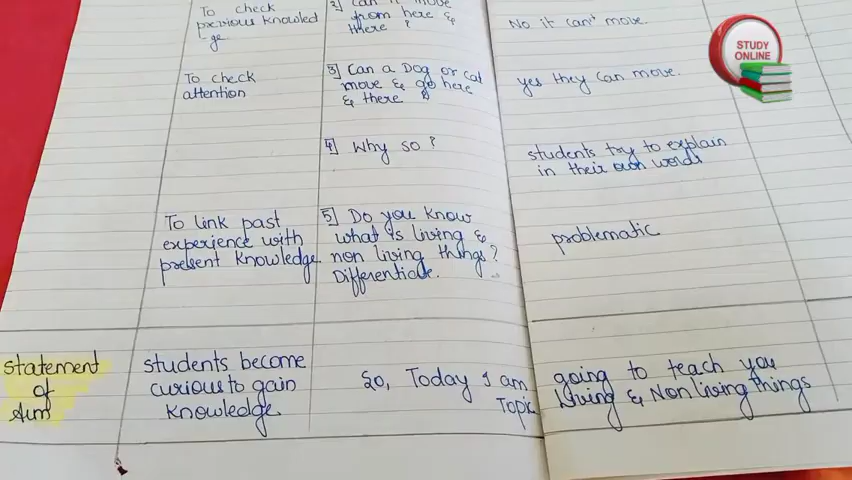 To check
previous knowled
ge
2] Can it move
from here &
there ?
No it can't move.
STUDY
ONLINE
To check
attention
3] Can a Dog or cat
move & go here
& there
yes they can move.
4] Why so ?
students try to explain
in their own words
To link past
experience with
present knowledge.
5] Do you know
what is living &
non living things?
Differentiate.
problematic
Statement
of
Aim
students become
curious to gain
knowledge.
So, Today I am going to teach you
Topic Living & Non living things